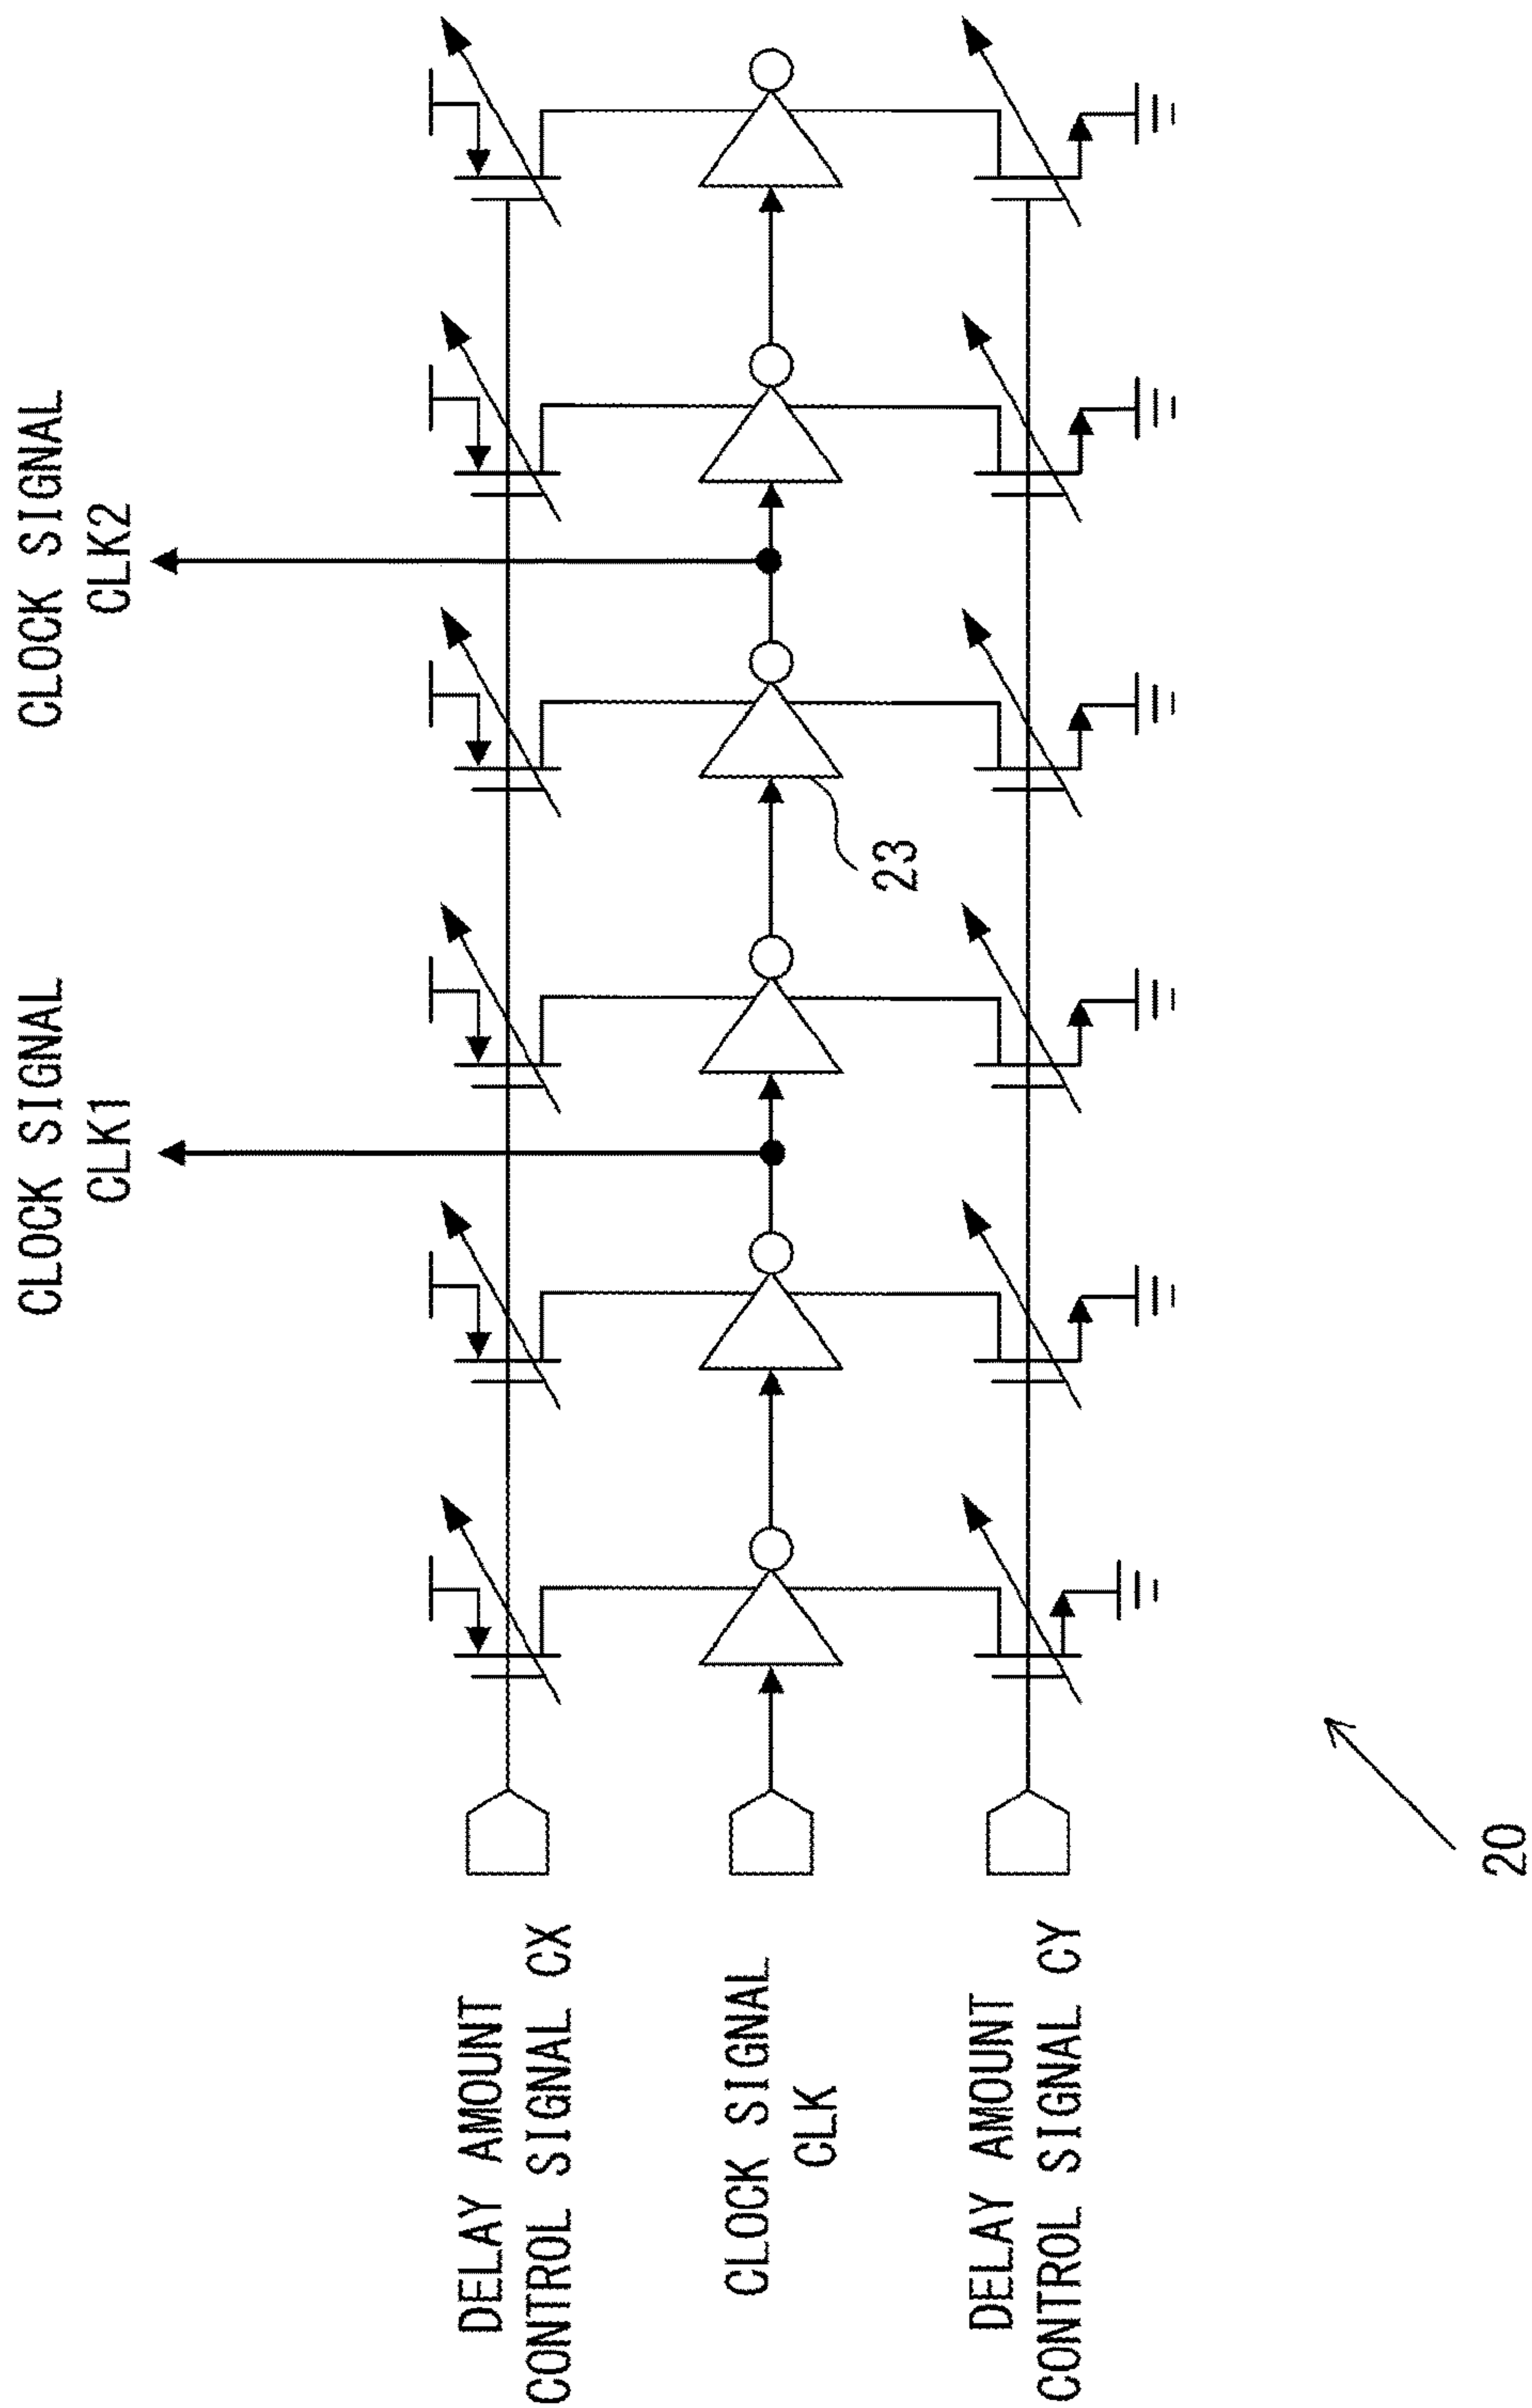 CLOCK SIGNAL
CLK1
CLOCK SIGNAL
CLK2
DELAY AMOUNT
CONTROL SIGNAL CX
CLOCK SIGNAL
CLK
23
DELAY AMOUNT
CONTROL SIGNAL CY
20